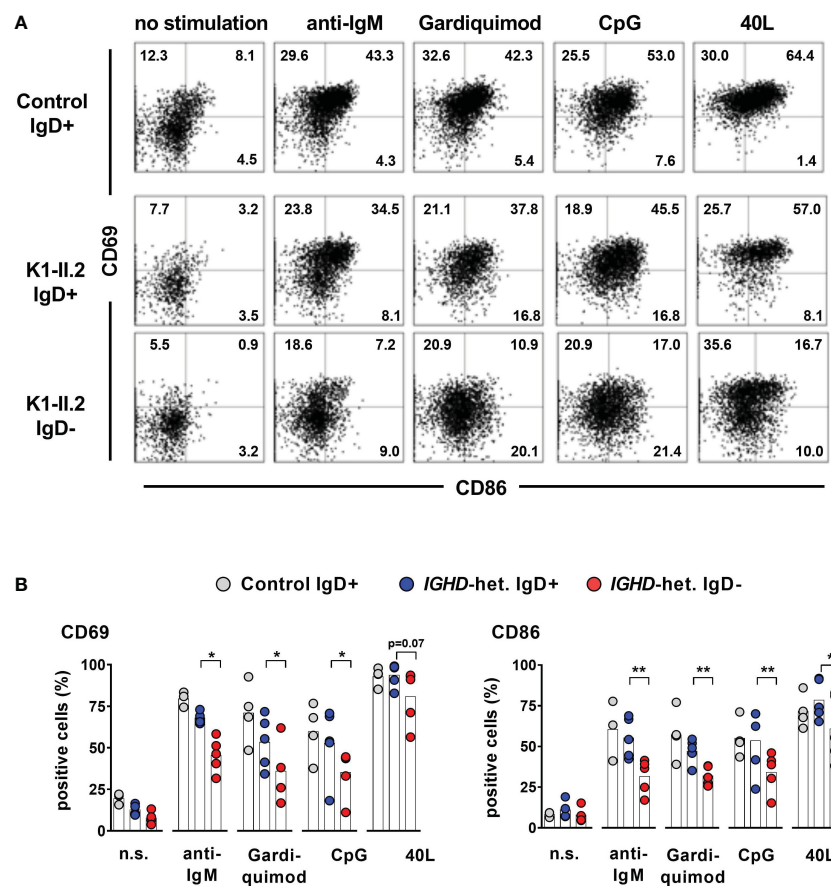 A
no stimulation anti-IgM Gardiquimod CpG 40L
Control
IgD+
12.3 8.1 29.6 43.3 32.6 42.3 25.5 53.0 30.0 64.4
4.5 4.3 5.4 7.6 1.4
CD69
K1-II.2
IgD+
7.7 3.2 23.8 34.5 21.1 37.8 18.9 45.5 25.7 57.0
3.5 8.1 16.8 16.8 8.1
K1-II.2
IgD-
5.5 0.9 18.6 7.2 20.9 10.9 20.9 17.0 35.6 16.7
3.2 9.0 20.1 21.4 10.0
CD86
B
Control IgD+ IGHD-het. IgD+ IGHD-het. IgD-
CD69
positive cells (%)
100
75
50
25
0
* * * p=0.07
n.s. anti-IgM Gardi-quimod CpG 40L
CD86
positive cells (%)
100
75
50
25
0
** ** ** *
n.s. anti-IgM Gardi-quimod CpG 40L